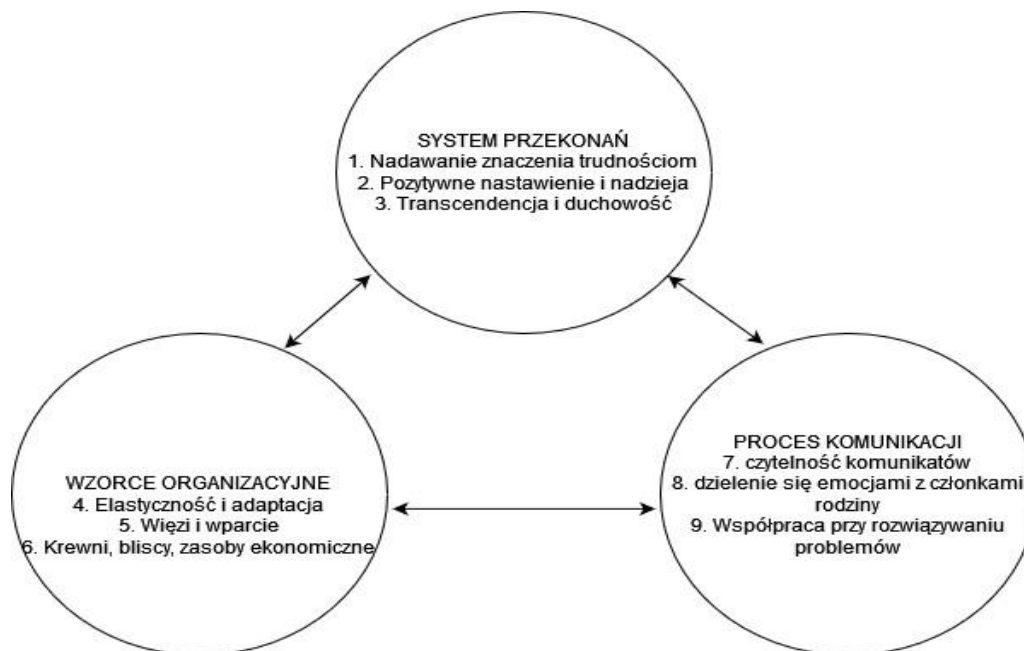 SYSTEM PRZEKONAŃ
1. Nadawanie znaczenia trudnościom
2. Pozytywne nastawienie i nadzieja
3. Transcendencja i duchowość
WZORCE ORGANIZACYJNE
4. Elastyczność i adaptacja
5. Więzi i wparcie
6. Krewni, bliscy, zasoby ekonomiczne
PROCES KOMUNIKACJI
7. czytelność komunikatów
8. dzielenie się emocjami z członkami
rodziny
9. Współpraca przy rozwiązywaniu
problemów